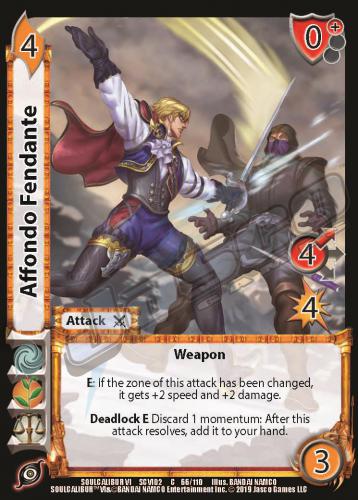 4
0
+
Affondo Fendante
4
4
Attack
Weapon
E: If the zone of this attack has been changed,
it gets +2 speed and +2 damage.
Deadlock E Discard 1 momentum: After this
attack resolves, add it to your hand.
3
SOULCALIBUR VI SCVI02 C 66/110 Illus. BANDAI NAMCO
SOULCALIBUR™VI&©BANDAI NAMCO Entertainment Inc. ©2019 Jasco Games LLC